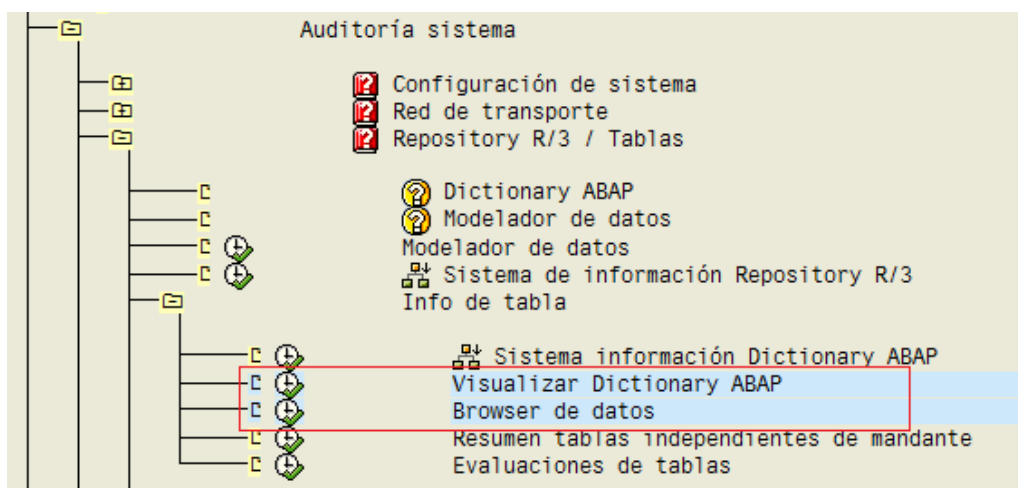 Auditoría sistema
Configuración de sistema
Red de transporte
Repository R/3 / Tablas
Dictionary ABAP
Modelador de datos
Modelador de datos
Sistema de información Repository R/3
Info de tabla
Sistema información Dictionary ABAP
Visualizar Dictionary ABAP
Browser de datos
Resumen tablas independientes de mandante
Evaluaciones de tablas